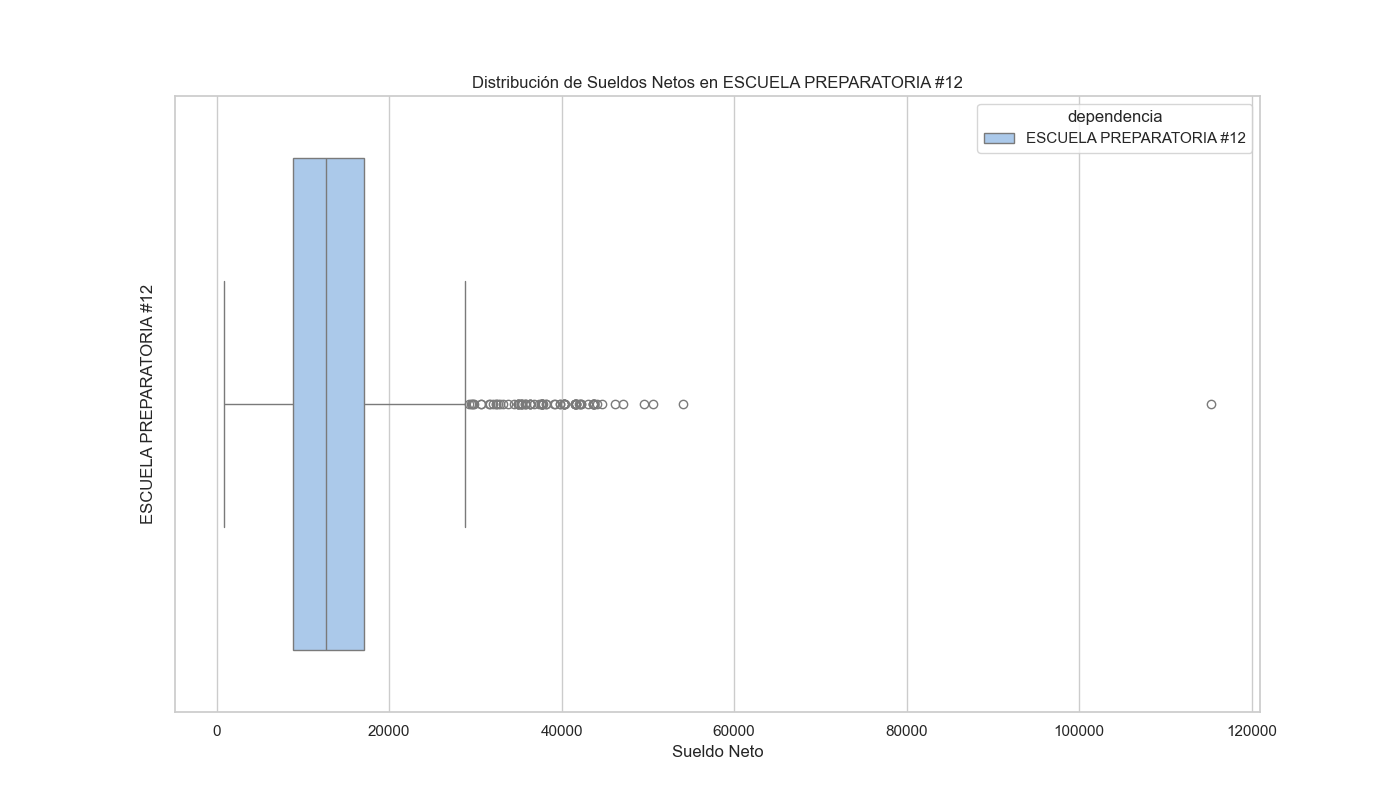 Distribución de Sueldos Netos en ESCUELA PREPARATORIA #12
dependencia
ESCUELA PREPARATORIA #12
ESCUELA PREPARATORIA #12
0
20000
40000
60000
80000
100000
120000
Sueldo Neto